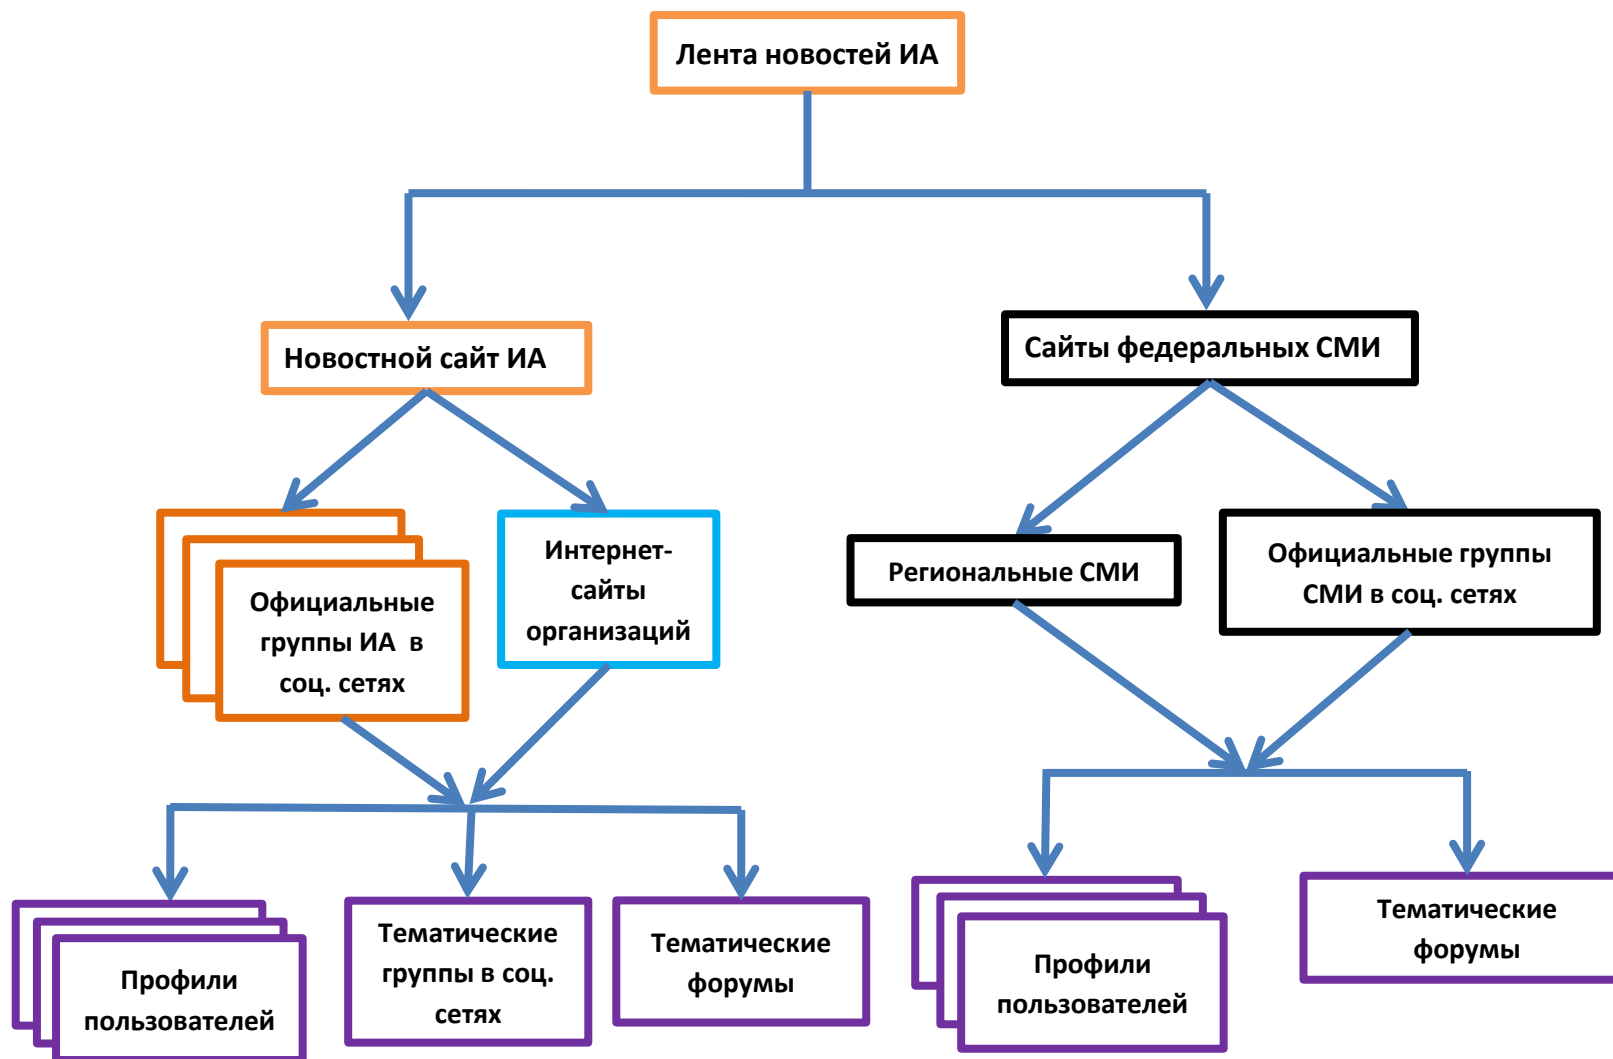 Лента новостей ИА
Новостной сайт ИА
Сайты федеральных СМИ
Официальные
группы ИА в
соц. сетях
Интернет-
сайты
организаций
Региональные СМИ
Официальные группы
СМИ в соц. сетях
Профили
пользователей
Тематические
группы в соц.
сетях
Тематические
форумы
Профили
пользователей
Тематические
форумы